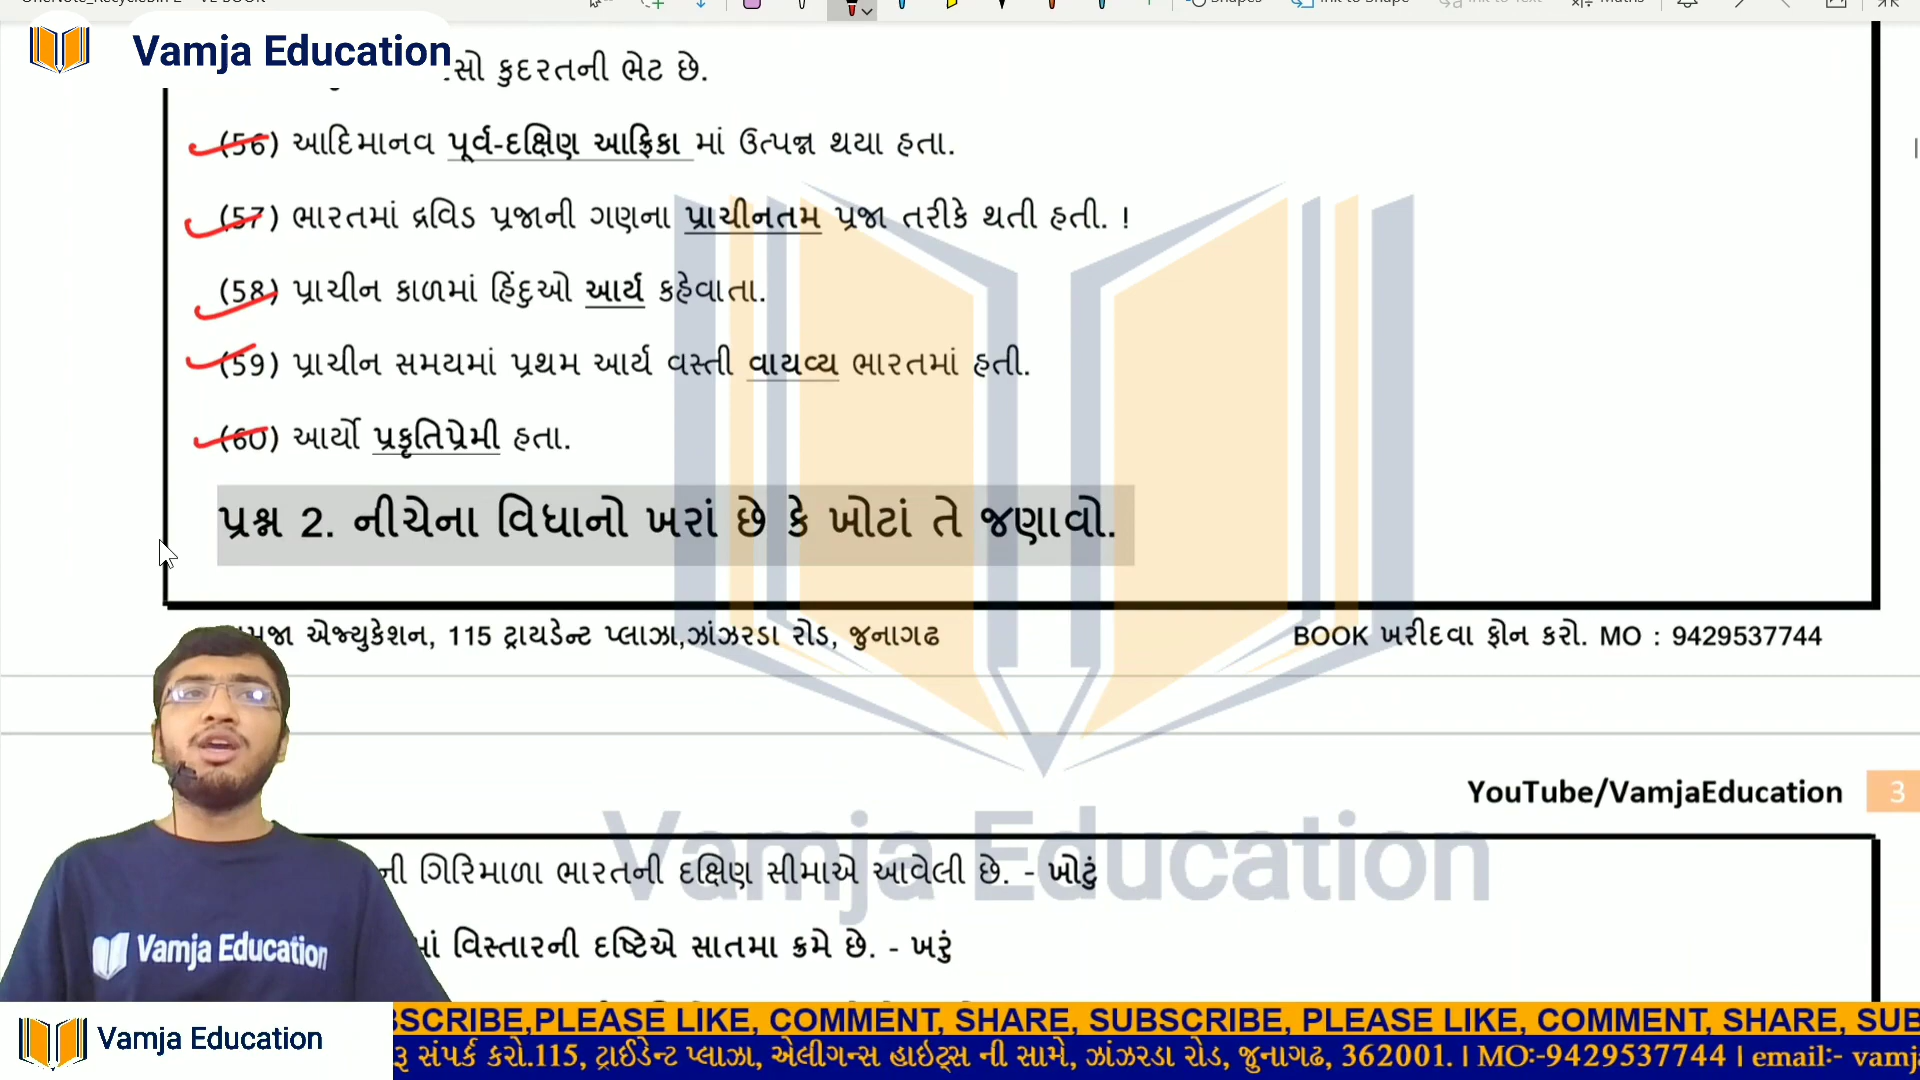 Vamja Education
સો કુદરતની ભેટ છે.
(56) આદિમાનવ પૂર્વ-દક્ષિણ આફ્રિકા માં ઉત્પન્ન થયા હતા.
(57) ભારતમાં દ્રવિડ પ્રજાની ગણના પ્રાચીનતમ પ્રજા તરીકે થતી હતી. !
(58) પ્રાચીન કાળમાં હિંદુઓ આર્ય કહેવાતા.
(59) પ્રાચીન સમયમાં પ્રથમ આર્ય વસ્તી વાયવ્ય ભારતમાં હતી.
(60) આર્યો પ્રકૃતિપ્રેમી હતા.
પ્રશ્ન 2. નીચેના વિધાનો ખરાં છે કે ખોટાં તે જણાવો.
એજ્યુકેશન, 115 ટ્રાયડેન્ટ પ્લાઝા,ઝાંઝરડા રોડ, જુનાગઢ
BOOK ખરીદવા ફોન કરો. MO : 9429537744
YouTube/VamjaEducation 3
Vamja Education
ની ગિરિમાળા ભારતની દક્ષિણ સીમાએ આવેલી છે. - ખોટું
માં વિસ્તારની દષ્ટિએ સાતમા ક્રમે છે. - ખરું
Vamja Education
Vamja Education
SCRIBE,PLEASE LIKE, COMMENT, SHARE, SUBSCRIBE, PLEASE LIKE, COMMENT, SHARE, SUB
સંપર્ક કરો.115, ટ્રાઈડેન્ટ પ્લાઝા, એલીગન્સ હાઇટ્સ ની સામે, ઝાંઝરડા રોડ, જુનાગઢ, 362001. | MO:-9429537744 | email:- vamj